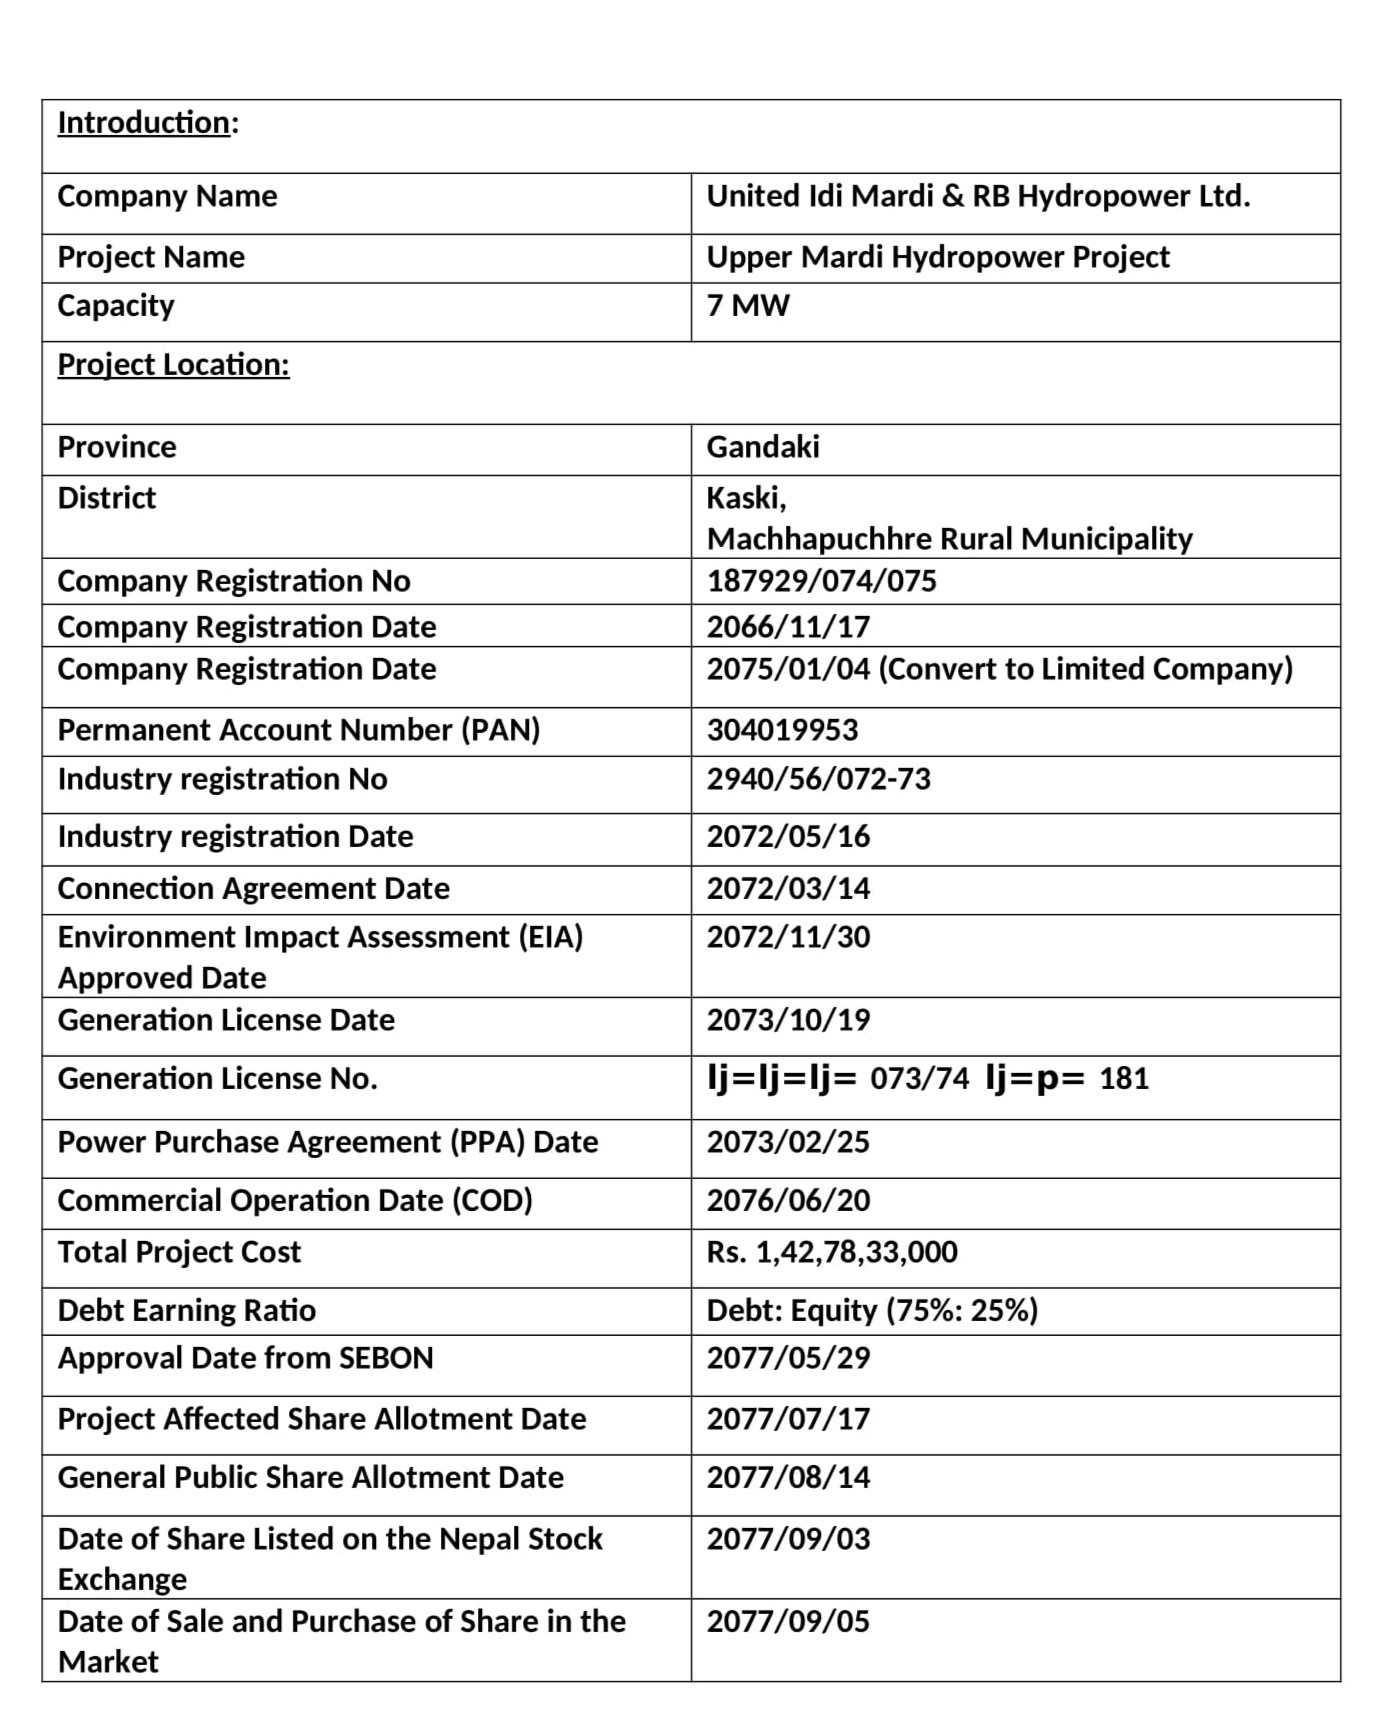 Introduction:
Company Name United Idi Mardi & RB Hydropower Ltd.
Project Name Upper Mardi Hydropower Project
Capacity 7 MW
Project Location:
Province Gandaki
District Kaski,
Machhapuchhre Rural Municipality
Company Registration No 187929/074/075
Company Registration Date 2066/11/17
Company Registration Date 2075/01/04 (Convert to Limited Company)
Permanent Account Number (PAN) 304019953
Industry registration No 2940/56/072-73
Industry registration Date 2072/05/16
Connection Agreement Date 2072/03/14
Environment Impact Assessment (EIA) 2072/11/30
Approved Date
Generation License Date 2073/10/19
Generation License No. lj=lj=lj= 073/74 lj=p= 181
Power Purchase Agreement (PPA) Date 2073/02/25
Commercial Operation Date (COD) 2076/06/20
Total Project Cost Rs. 1,42,78,33,000
Debt Earning Ratio Debt: Equity (75%: 25%)
Approval Date from SEBON 2077/05/29
Project Affected Share Allotment Date 2077/07/17
General Public Share Allotment Date 2077/08/14
Date of Share Listed on the Nepal Stock 2077/09/03
Exchange
Date of Sale and Purchase of Share in the 2077/09/05
Market